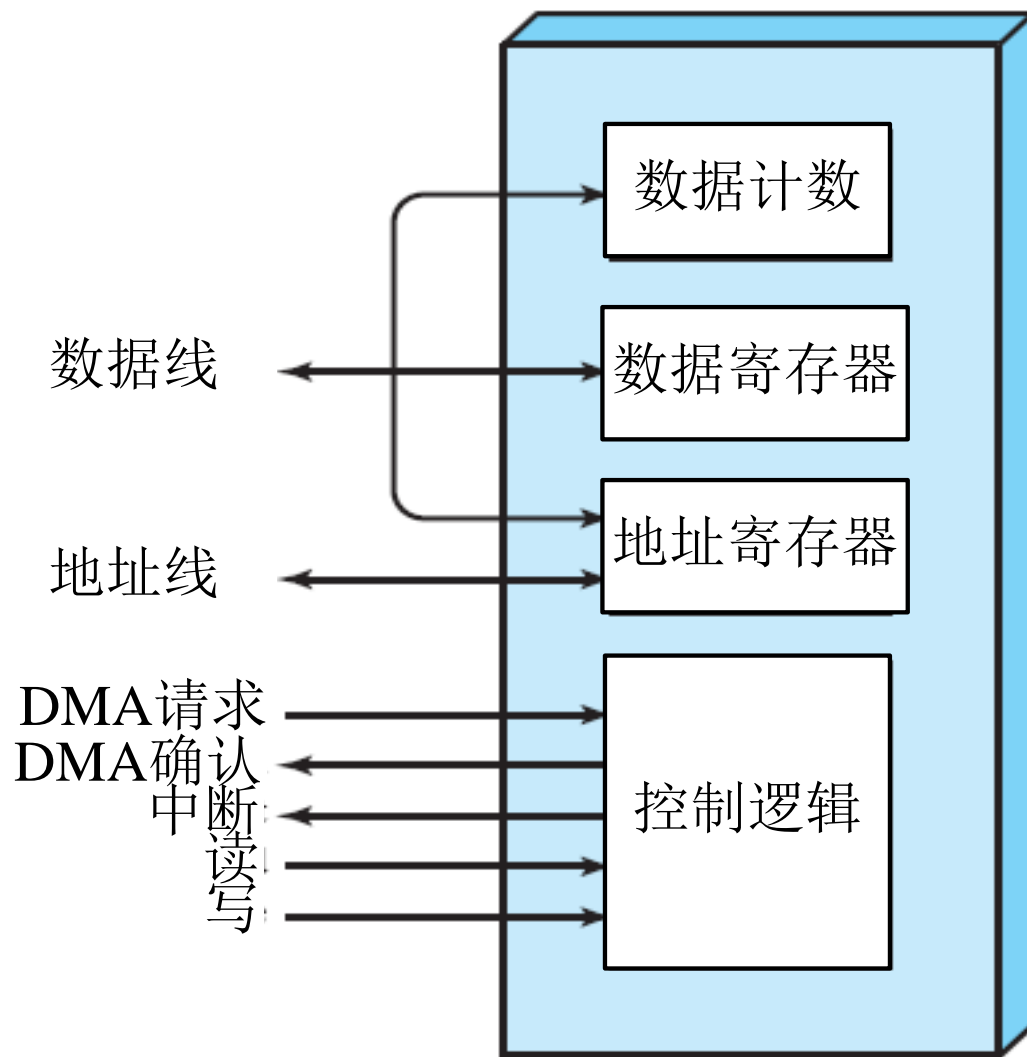 数据计数
数据线
数据寄存器
地址寄存器
地址线
DMA请求
DMA确认
中断
读
写
控制逻辑